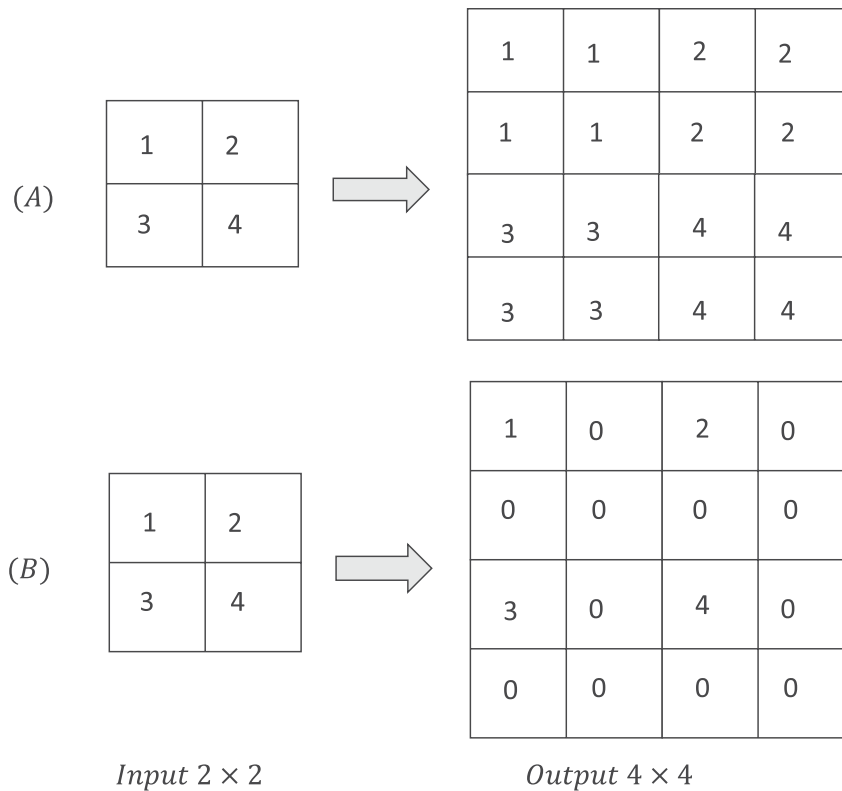 1 1 2 2
1 2
1 1 2 2
(A)
3 4
3 3 4 4
3 3 4 4
1 0 2 0
1 2
0 0 0 0
(B)
3 4
3 0 4 0
0 0 0 0
Input 2 × 2
Output 4 × 4